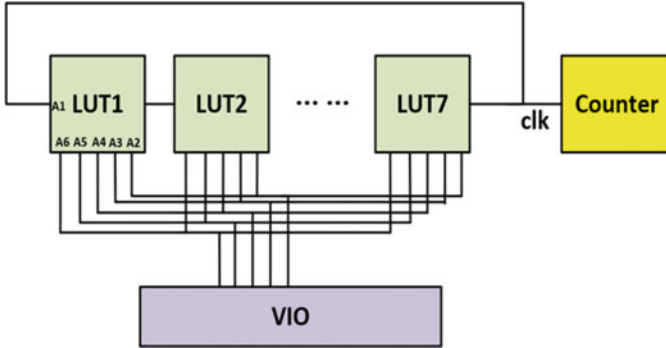 LUT1 LUT2 ... ... LUT7 Counter
A1
clk
A6 A5 A4 A3 A2
VIO